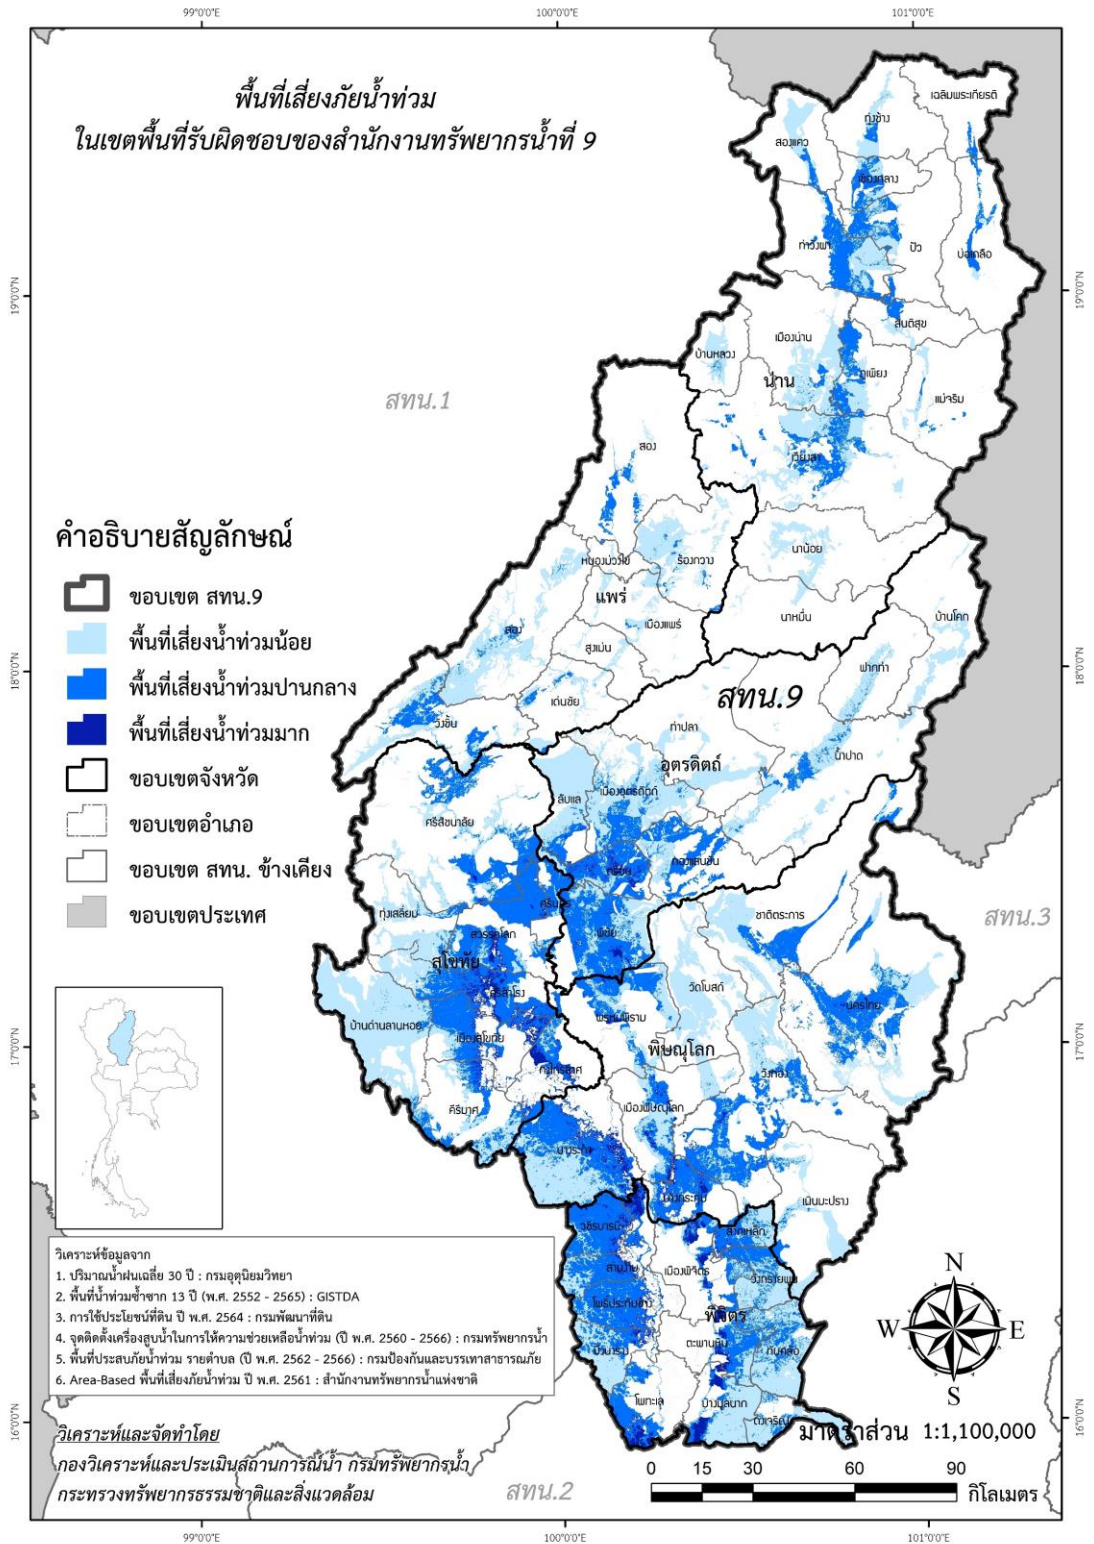 99°0'0"E
100°0'0"E
101°0'0"E
พื้นที่เสี่ยงภัยน้ำท่วม
ในเขตพื้นที่รับผิดชอบของสำนักงานทรัพยากรน้ำที่ 9
เฉลิมพระเกียรติ
ทุ่งช้าง
สองแคว
เชียงกลาง
ท่าวังผา
ปัว
บ่อเกลือ
19°0'0"N
19°0'0"N
สันติสุข
เมืองน่าน
บ้านหลวง
ภูเพียง
น่าน
แม่จริม
สทน.1
สอง
เวียงสา
คำอธิบายสัญลักษณ์
ขอบเขต สทน.9
พื้นที่เสี่ยงน้ำท่วมน้อย
พื้นที่เสี่ยงน้ำท่วมปานกลาง
พื้นที่เสี่ยงน้ำท่วมมาก
ขอบเขตจังหวัด
ขอบเขตอำเภอ
ขอบเขต สทน. ข้างเคียง
ขอบเขตประเทศ
นาน้อย
หนองม่วงไข่
ร้องกวาง
แพร่
นาหมื่น
บ้านโคก
เมืองแพร่
ลอง
สูงเม่น
18°0'0"N
18°0'0"N
ฟากท่า
สทน.9
เด่นชัย
วังชิ้น
ท่าปลา
น้ำปาด
อุตรดิตถ์
เมืองอุตรดิตถ์
ลับแล
ศรีสัชนาลัย
ทองแสนขัน
ตรอน
ศรีนคร
ทุ่งเสลี่ยม
ชาติตระการ
สทน.3
สวรรคโลก
พิชัย
สุโขทัย
วัดโบสถ์
ศรีสำโรง
นครไทย
พรหมพิราม
บ้านด่านลานหอย
เมืองสุโขทัย
พิษณุโลก
17°0'0"N
17°0'0"N
กงไกรลาศ
วังทอง
คีรีมาศ
เมืองพิษณุโลก
บางระกำ
บางกระทุ่ม
เนินมะปราง
วชิรบารมี
สากเหล็ก
สามง่าม
เมืองพิจิตร
วังทรายพูน
โพธิ์ประทับช้าง
พิจิตร
ตะพานหิน
ทับคล้อ
บึงนาราง
โพทะเล
บางมูลนาก
ดงเจริญ
วิเคราะห์ข้อมูลจาก
1. ปริมาณน้ำฝนเฉลี่ย 30 ปี : กรมอุตุนิยมวิทยา
2. พื้นที่น้ำท่วมซ้ำซาก 13 ปี (พ.ศ. 2552 - 2565) : GISTDA
3. การใช้ประโยชน์ที่ดิน ปี พ.ศ. 2564 : กรมพัฒนาที่ดิน
4. จุดติดตั้งเครื่องสูบน้ำในการให้ความช่วยเหลือน้ำท่วม (ปี พ.ศ. 2560 - 2566) : กรมทรัพยากรน้ำ
5. พื้นที่ประสบภัยน้ำท่วม รายตำบล (ปี พ.ศ. 2562 - 2566) : กรมป้องกันและบรรเทาสาธารณภัย
6. Area-Based พื้นที่เสี่ยงภัยน้ำท่วม ปี พ.ศ. 2561 : สำนักงานทรัพยากรน้ำแห่งชาติ
N
W
E
S
16°0'0"N
16°0'0"N
มาตราส่วน 1:1,100,000
0 15 30 60 90
กิโลเมตร
วิเคราะห์และจัดทำโดย
กองวิเคราะห์และประเมินสถานการณ์น้ำ กรมทรัพยากรน้ำ
กระทรวงทรัพยากรธรรมชาติและสิ่งแวดล้อม
สทน.2
99°0'0"E
100°0'0"E
101°0'0"E